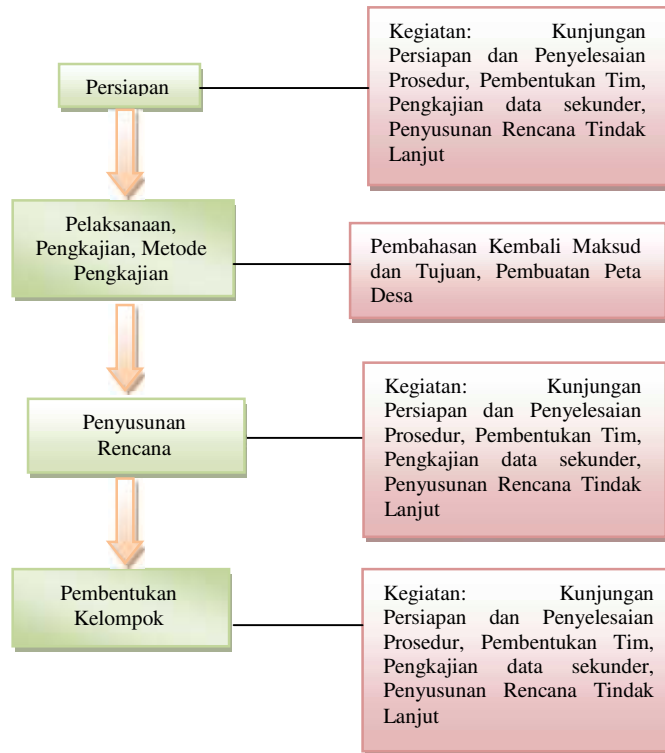 Persiapan
Kegiatan: Kunjungan
Persiapan dan Penyelesaian
Prosedur, Pembentukan Tim,
Pengkajian data sekunder,
Penyusunan Rencana Tindak
Lanjut
Pelaksanaan,
Pengkajian, Metode
Pengkajian
Pembahasan Kembali Maksud
dan Tujuan, Pembuatan Peta
Desa
Penyusunan
Rencana
Kegiatan: Kunjungan
Persiapan dan Penyelesaian
Prosedur, Pembentukan Tim,
Pengkajian data sekunder,
Penyusunan Rencana Tindak
Lanjut
Pembentukan
Kelompok
Kegiatan: Kunjungan
Persiapan dan Penyelesaian
Prosedur, Pembentukan Tim,
Pengkajian data sekunder,
Penyusunan Rencana Tindak
Lanjut